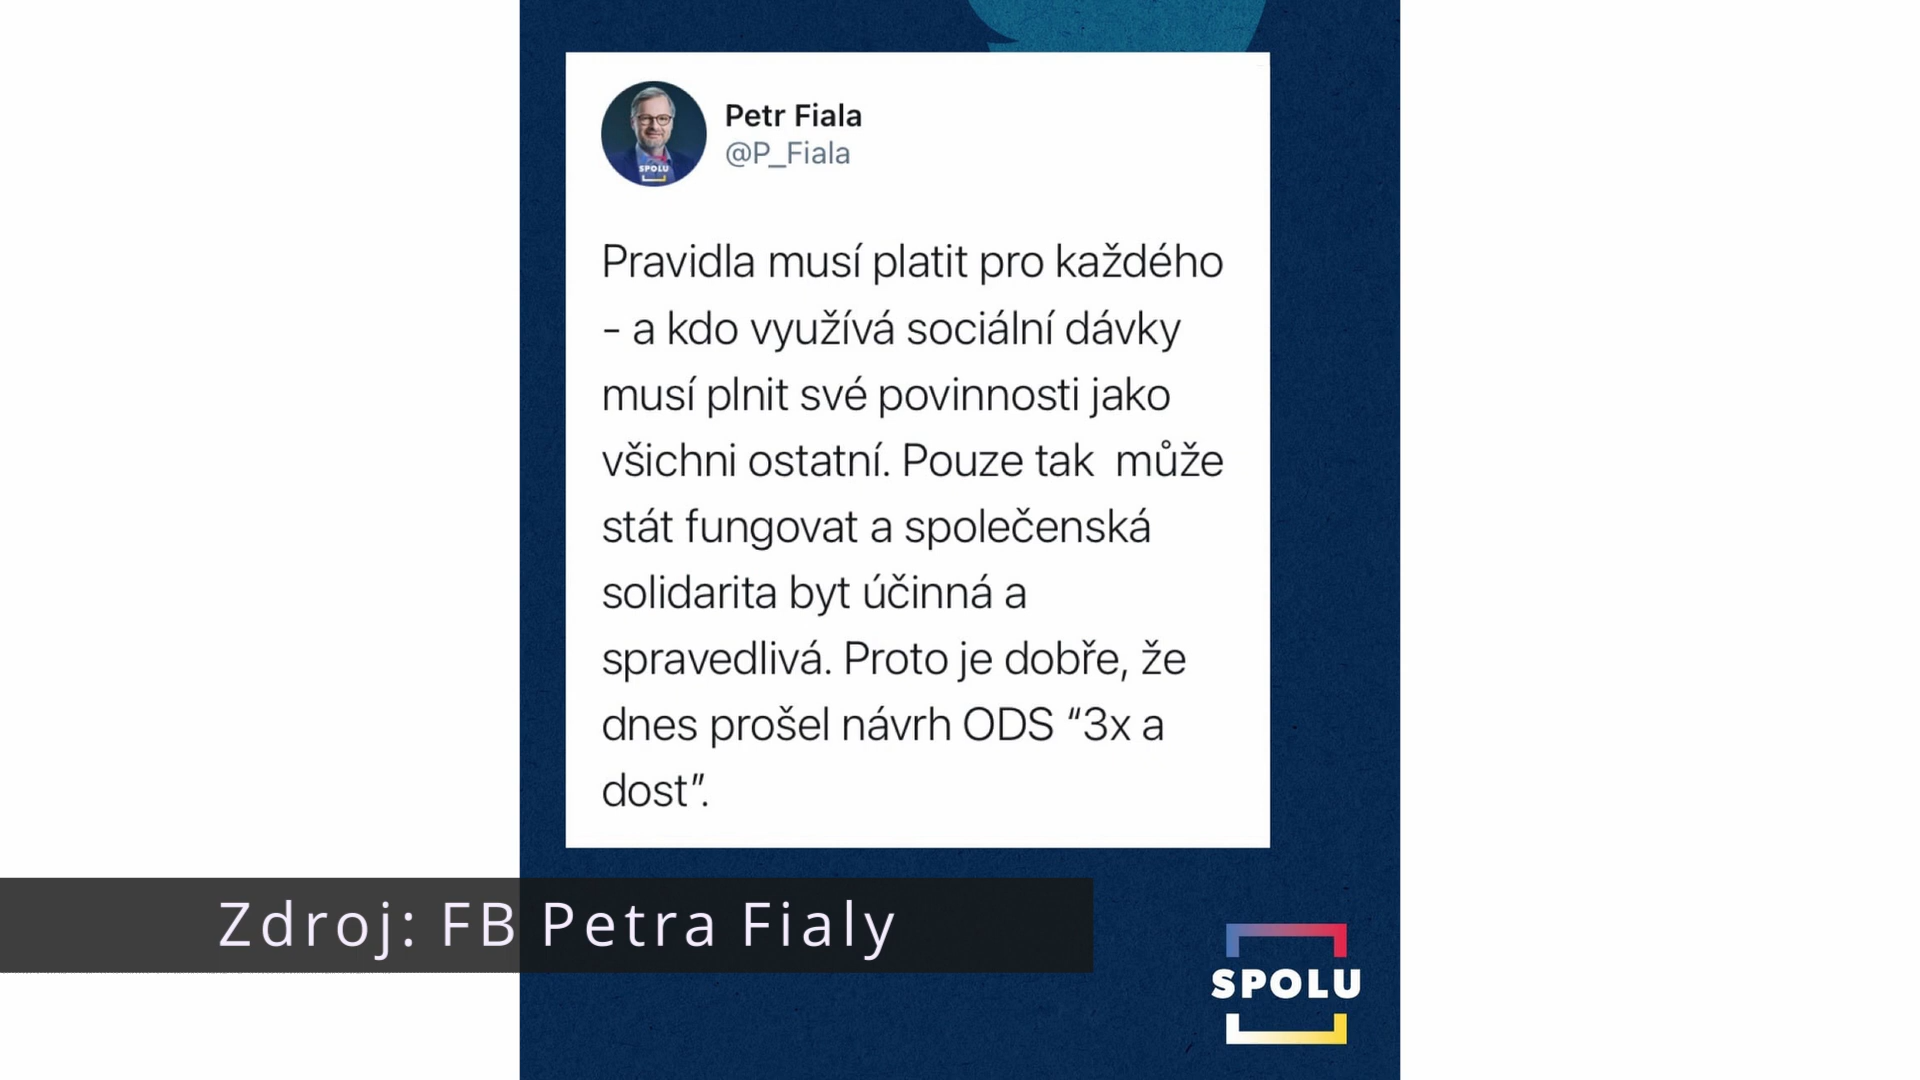 Petr Fiala
@P_Fiala
SPOLU
Pravidla musí platit pro každého
- a kdo využívá sociální dávky
musí plnit své povinnosti jako
všichni ostatní. Pouze tak  může
stát fungovat a společenská
solidarita byt účinná a
spravedlivá. Proto je dobře, že
dnes prošel návrh ODS “3x a
dost”.
Zdroj: FB Petra Fialy
SPOLU